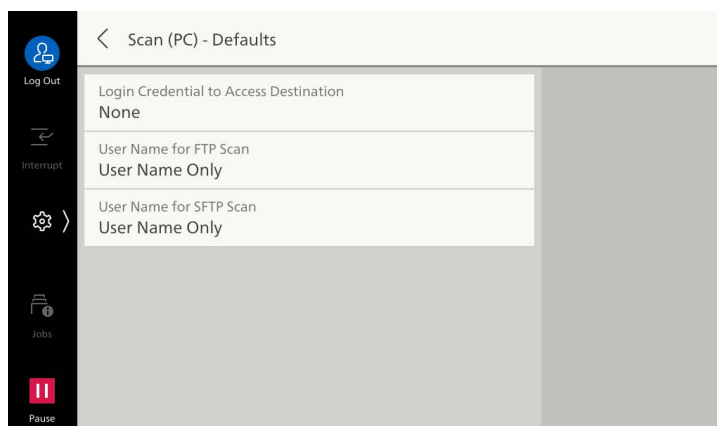 Scan (PC) - Defaults
Log Out
Interrupt
Jobs
Pause
Login Credential to Access Destination
None
User Name for FTP Scan
User Name Only
User Name for SFTP Scan
User Name Only